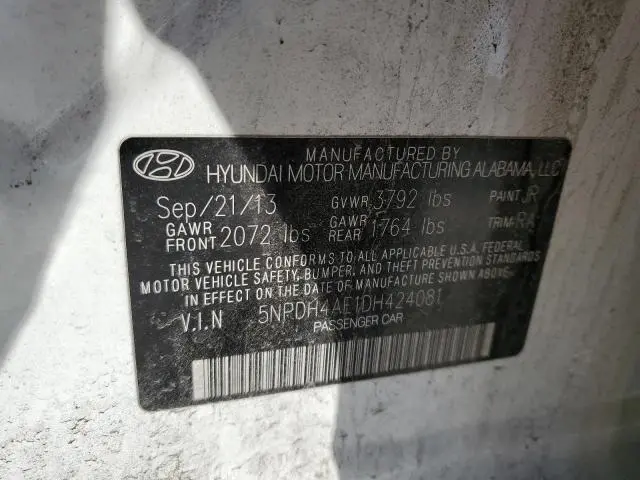 MANUFACTURED BY
HYUNDAI MOTOR MANUFACTURING ALABAMA, LLC
Sep/21/13 GVWR 3792 lbs PAINT JR
GAWR FRONT 2072 lbs GAWR REAR 1764 lbs TRIM RA
THIS VEHICLE CONFORMS TO ALL APPLICABLE U.S.A. FEDERAL
MOTOR VEHICLE SAFETY, BUMPER, AND THEFT PREVENTION STANDARDS
IN EFFECT ON THE DATE OF MANUFACTURE SHOWN ABOVE.
V.I.N 5NPDH4AE1DH424081
PASSENGER CAR